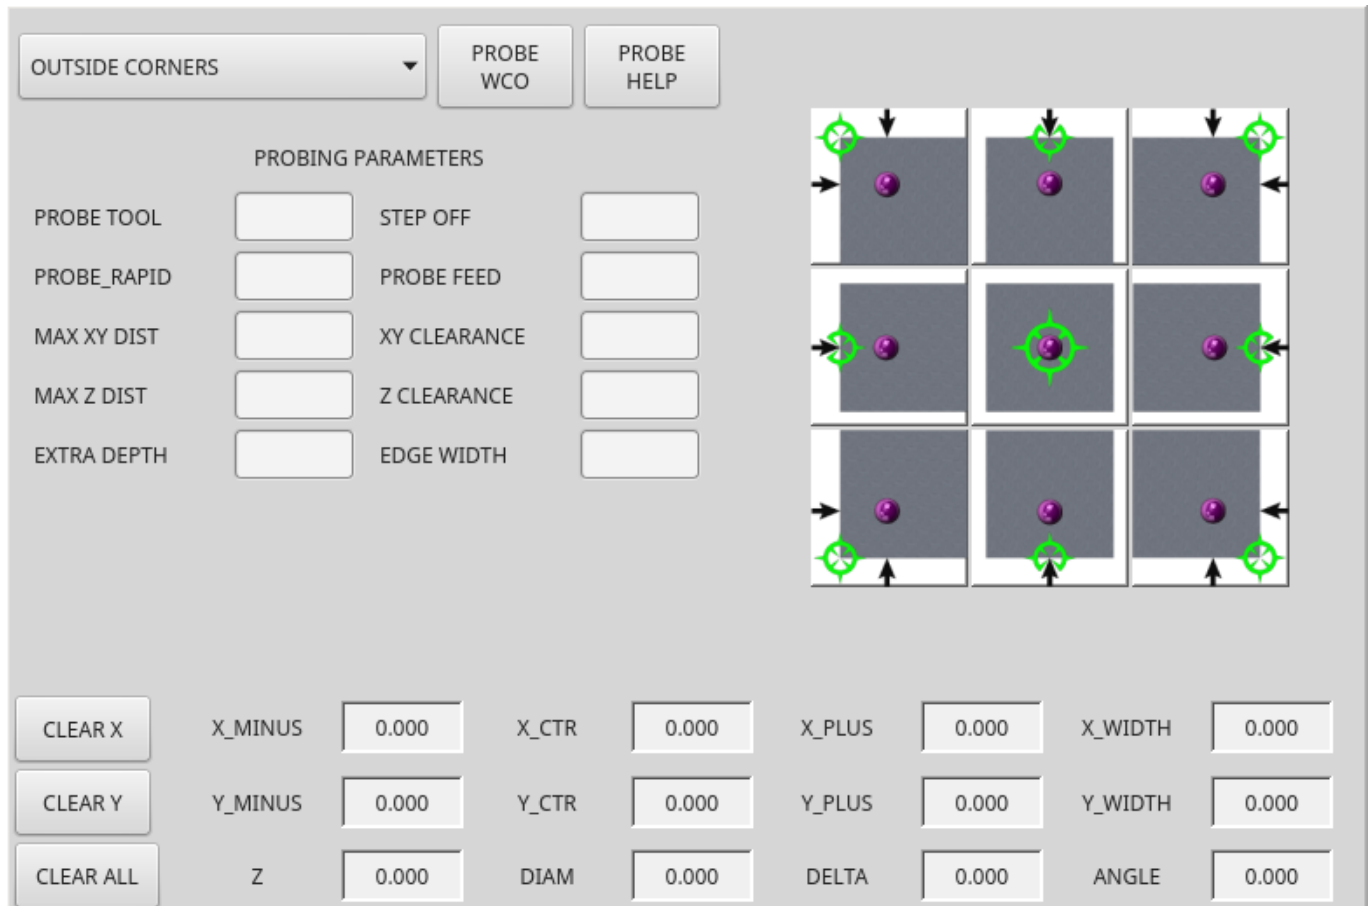 OUTSIDE CORNERS
PROBE
WCO
PROBE
HELP
PROBING PARAMETERS
PROBE TOOL STEP OFF
PROBE_RAPID PROBE FEED
MAX XY DIST XY CLEARANCE
MAX Z DIST Z CLEARANCE
EXTRA DEPTH EDGE WIDTH
CLEAR X X_MINUS 0.000 X_CTR 0.000 X_PLUS 0.000 X_WIDTH 0.000
CLEAR Y Y_MINUS 0.000 Y_CTR 0.000 Y_PLUS 0.000 Y_WIDTH 0.000
CLEAR ALL Z 0.000 DIAM 0.000 DELTA 0.000 ANGLE 0.000